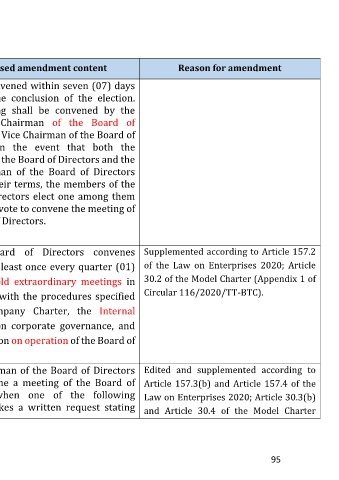 sed amendment content
Reason for amendment
vened within seven (07) days
e conclusion of the election.
g shall be convened by the
Chairman of the Board of
Vice Chairman of the Board of
n the event that both the
the Board of Directors and the
man of the Board of Directors
eir terms, the members of the
rectors elect one among them
vote to convene the meeting of
Directors.
ard of Directors convenes
least once every quarter (01)
ld extraordinary meetings in
with the procedures specified
mpany Charter, the Internal
n corporate governance, and
on on operation of the Board of
Supplemented according to Article 157.2
of the Law on Enterprises 2020; Article
30.2 of the Model Charter (Appendix 1 of
Circular 116/2020/TT-BTC).
man of the Board of Directors
ne a meeting of the Board of
when one of the following
kes a written request stating
Edited and supplemented according to
Article 157.3(b) and Article 157.4 of the
Law on Enterprises 2020; Article 30.3(b)
and Article 30.4 of the Model Charter
95